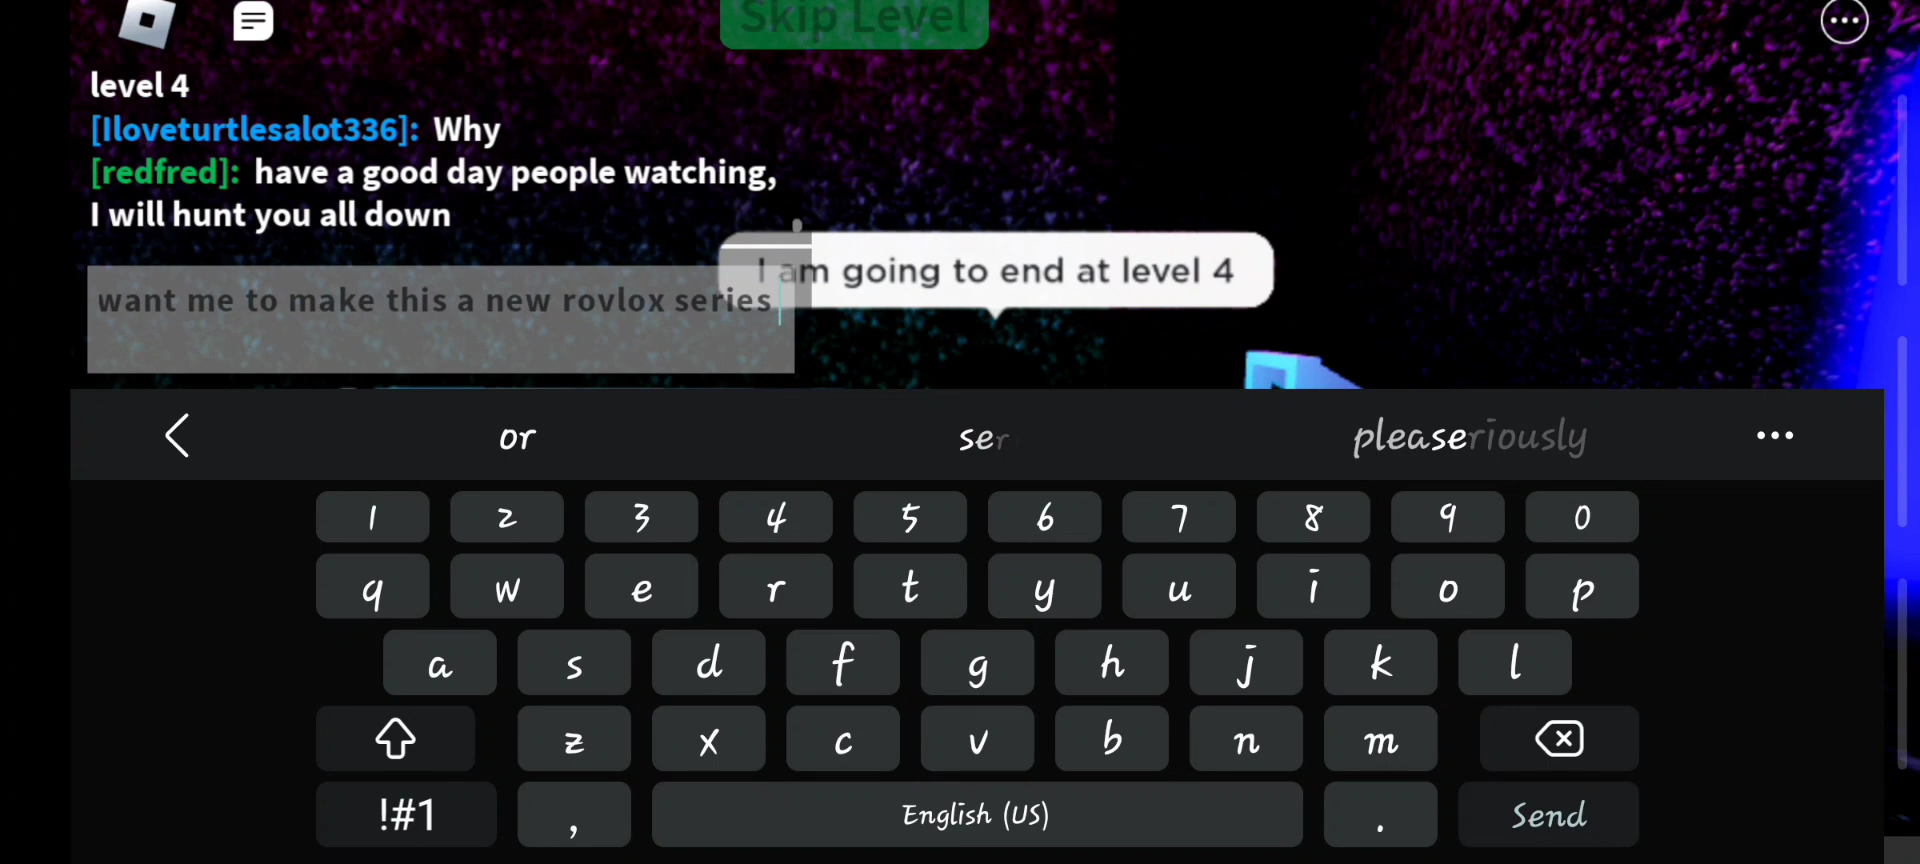 Skip Level
level 4
[Iloveturtlesalot336]: Why
[redfred]: have a good day people watching,
I will hunt you all down
I am going to end at level 4
want me to make this a new rovlox series
or ser pleaseriously
1 2 3 4 5 6 7 8 9 0
q w e r t y u i o p
a s d f g h j k l
z x c v b n m
!#1 , English (US) . Send